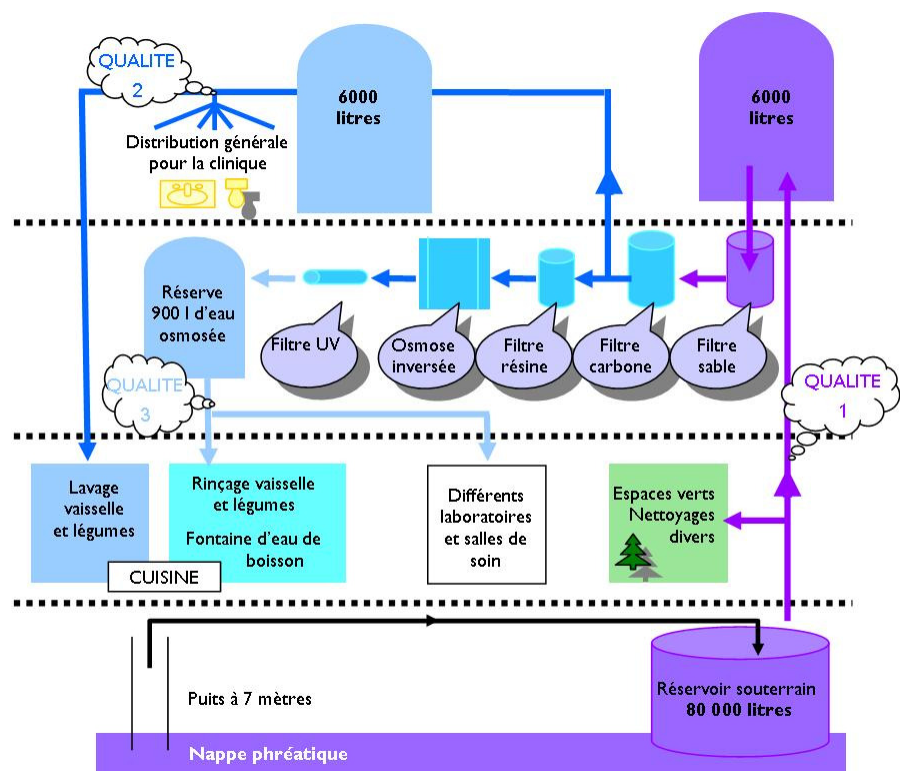 QUALITE
2
6000
litres
6000
litres
Distribution générale
pour la clinique
Réserve
900 l d'eau
osmosée
Filtre UV
Osmose
inversée
Filtre
résine
Filtre
carbone
Filtre
sable
QUALITE
3
QUALITE
1
Lavage
vaisselle
et légumes
Rinçage vaisselle
et légumes
Fontaine d'eau de
boisson
CUISINE
Différents
laboratoires
et salles de
soin
Espaces verts
Nettoyages
divers
Puits à 7 mètres
Réservoir souterrain
80 000 litres
Nappe phréatique